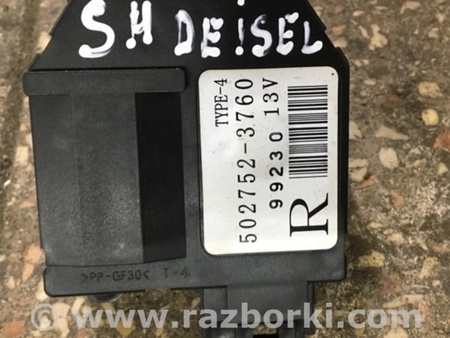 S.H DEISEL
TYPE-4
502752-3760
99230 13V
R
>PP-GF30< T-4
www.razborki.com